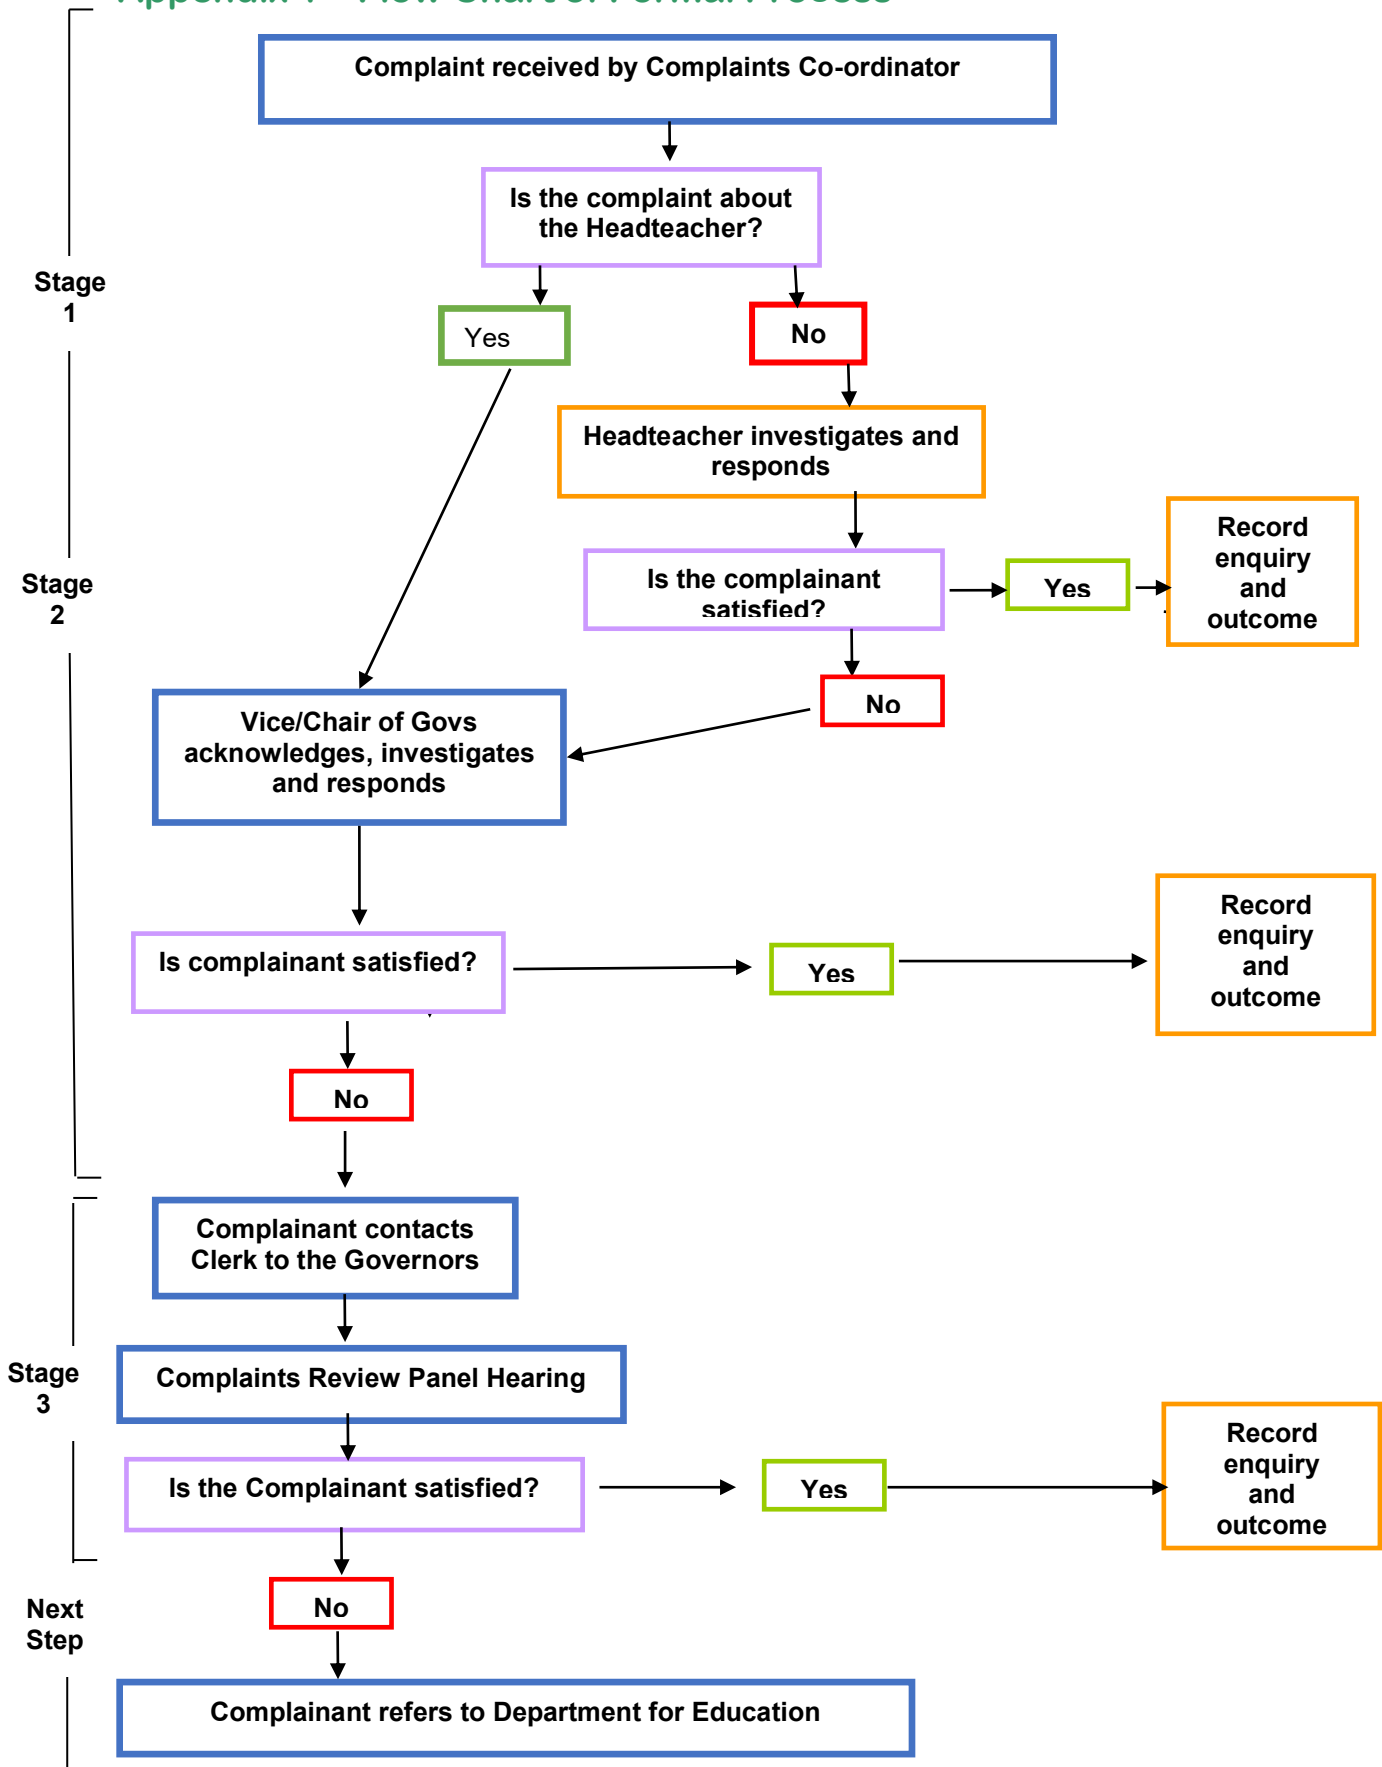 Complaint received by Complaints Co-ordinator
Is the complaint about
the Headteacher?
Stage
1
Yes
No
Headteacher investigates and
responds
Record
enquiry
and
outcome
Stage
2
Is the complainant
satisfied?
Yes
No
Vice/Chair of Govs
acknowledges, investigates
and responds
Record
enquiry
and
outcome
Is complainant satisfied?
Yes
No
Complainant contacts
Clerk to the Governors
Stage
3
Complaints Review Panel Hearing
Record
enquiry
and
outcome
Is the Complainant satisfied?
Yes
No
Next
Step
Complainant refers to Department for Education